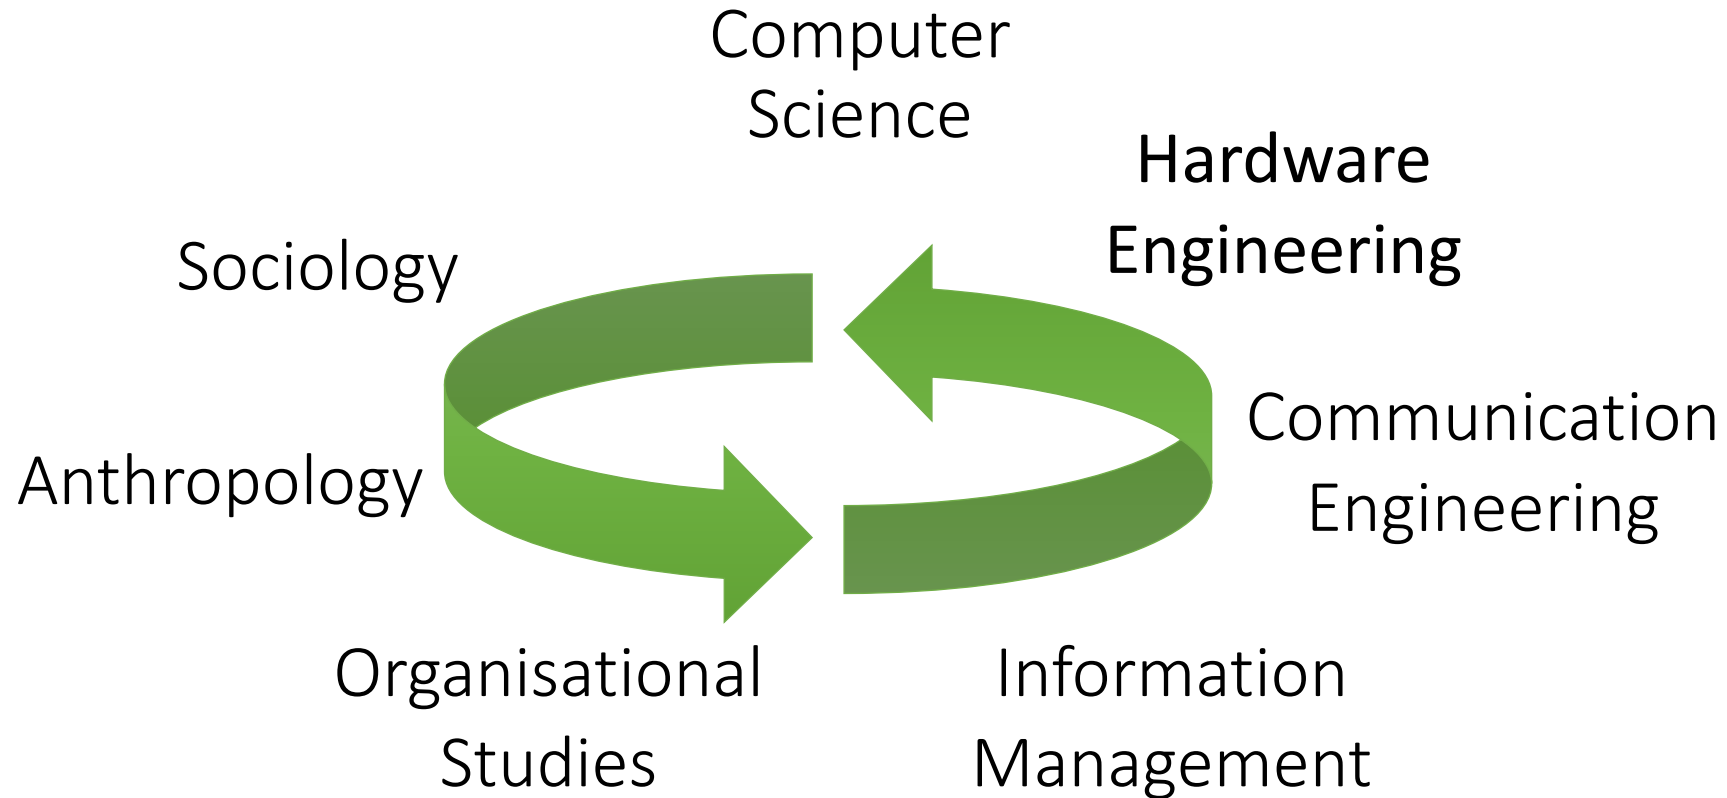 Computer
Science
Hardware
Engineering
Sociology
Communication
Engineering
Anthropology
Organisational
Studies
Information
Management